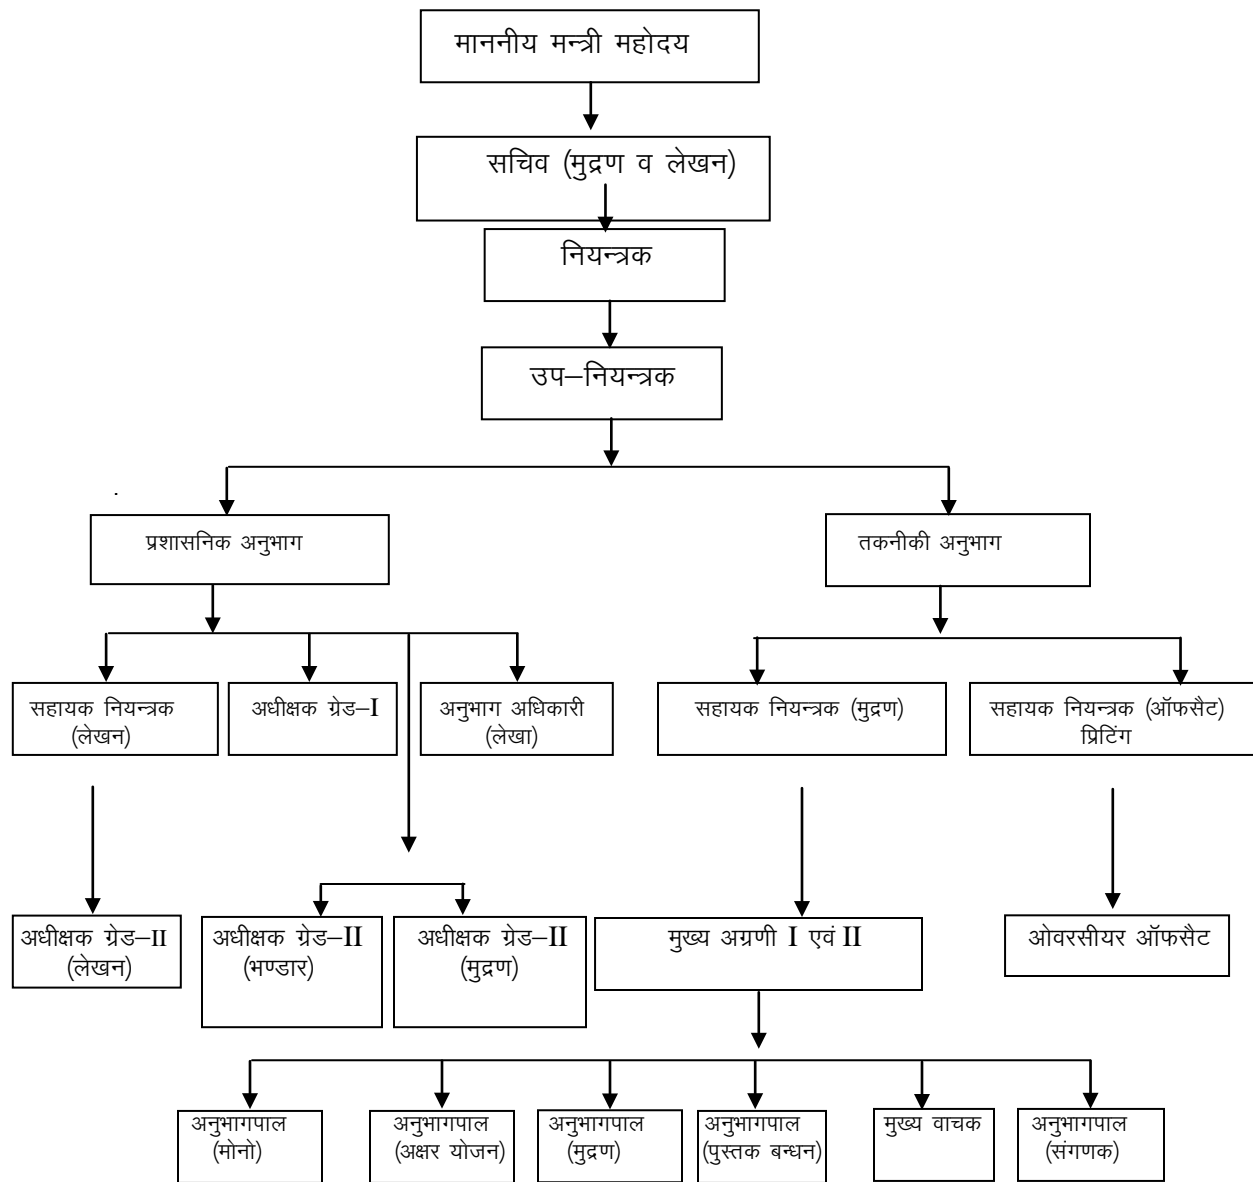 माननीय मन्त्री महोदय
सचिव (मुद्रण व लेखन)
नियन्त्रक
उप–नियन्त्रक
प्रशासनिक अनुभाग
तकनीकी अनुभाग
सहायक नियन्त्रक
(लेखन)
अधीक्षक ग्रेड–I
अनुभाग अधिकारी
(लेखा)
सहायक नियन्त्रक (मुद्रण)
सहायक नियन्त्रक (ऑफसैट)
प्रिटिंग
अधीक्षक ग्रेड–II
(लेखन)
अधीक्षक ग्रेड–II
(भण्डार)
अधीक्षक ग्रेड–II
(मुद्रण)
मुख्य अग्रणी I एवं II
ओवरसीयर ऑफसैट
अनुभागपाल
(मोनो)
अनुभागपाल
(अक्षर योजन)
अनुभागपाल
(मुद्रण)
अनुभागपाल
(पुस्तक बन्धन)
मुख्य वाचक
अनुभागपाल
(संगणक)